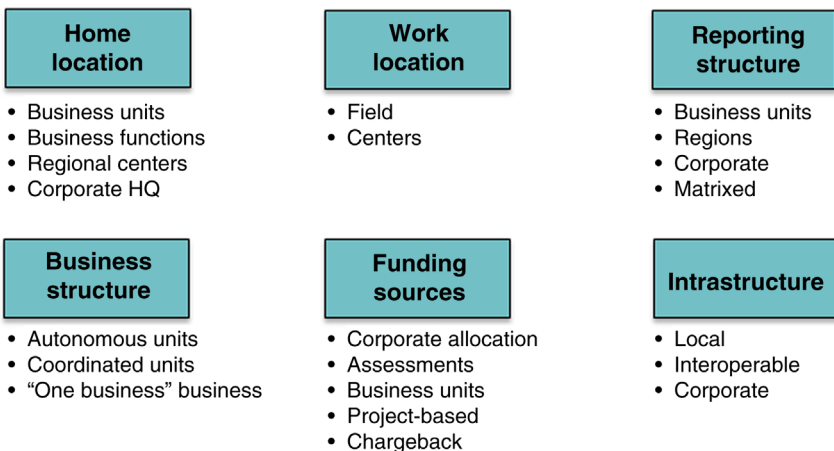 Home
location
• Business units
• Business functions
• Regional centers
• Corporate HQ
Work
location
• Field
• Centers
Reporting
structure
• Business units
• Regions
• Corporate
• Matrixed
Business
structure
• Autonomous units
• Coordinated units
• “One business” business
Funding
sources
• Corporate allocation
• Assessments
• Business units
• Project-based
• Chargeback
Intrastructure
• Local
• Interoperable
• Corporate